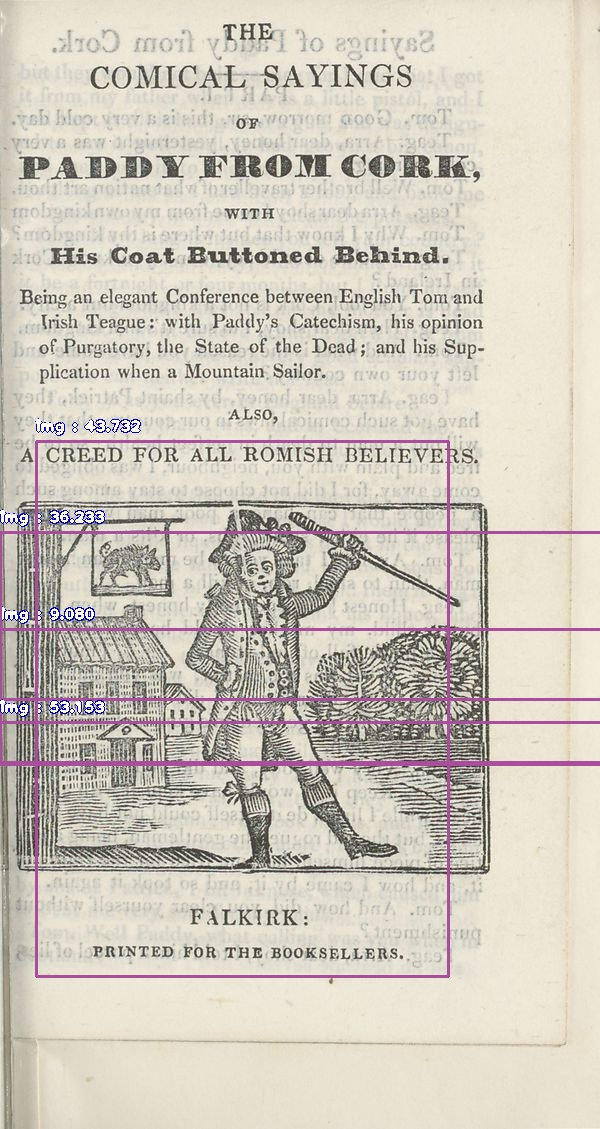 THE
COMICAL SAYINGS
OF
PADDY FROM CORK,
WITH
His Coat Buttoned Behind.
Being an elegant Conference between English Tom and
Irish Teague: with Paddy's Catechism, his opinion
of Purgatory, the State of the Dead; and his Sup-
plication when a Mountain Sailor.
ALSO,
img : 43.732
A CREED FOR ALL ROMISH BELIEVERS.
img : 36.233
img : 9.080
img : 53.153
FALKIRK:
PRINTED FOR THE BOOKSELLERS.